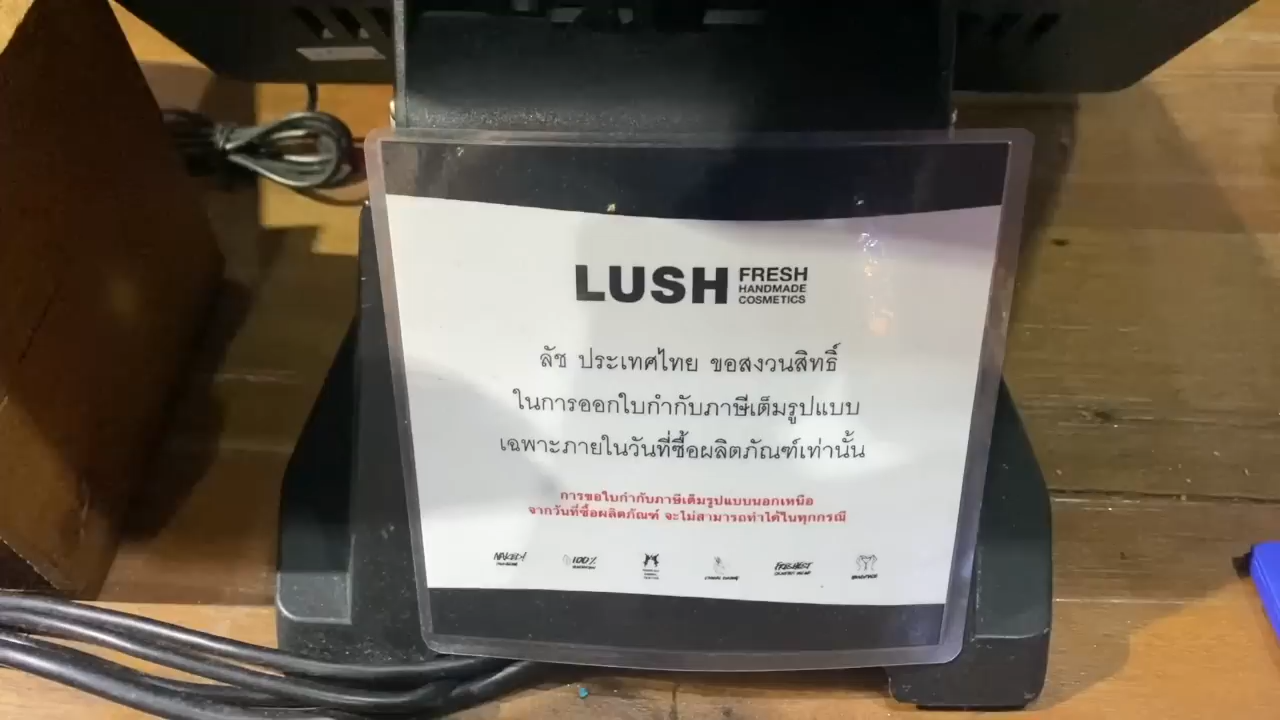 LUSH FRESH
HANDMADE
COSMETICS
ลัช ประเทศไทย ขอสงวนสิทธิ์
ในการออกใบกำกับภาษีเต็มรูปแบบ
เฉพาะภายในวันที่ซื้อผลิตภัณฑ์เท่านั้น
การขอใบกำกับภาษีเต็มรูปแบบนอกเหนือ
จากวันที่ซื้อผลิตภัณฑ์ จะไม่สามารถทำได้ในทุกกรณี
NAKED! 100% FRESHEST